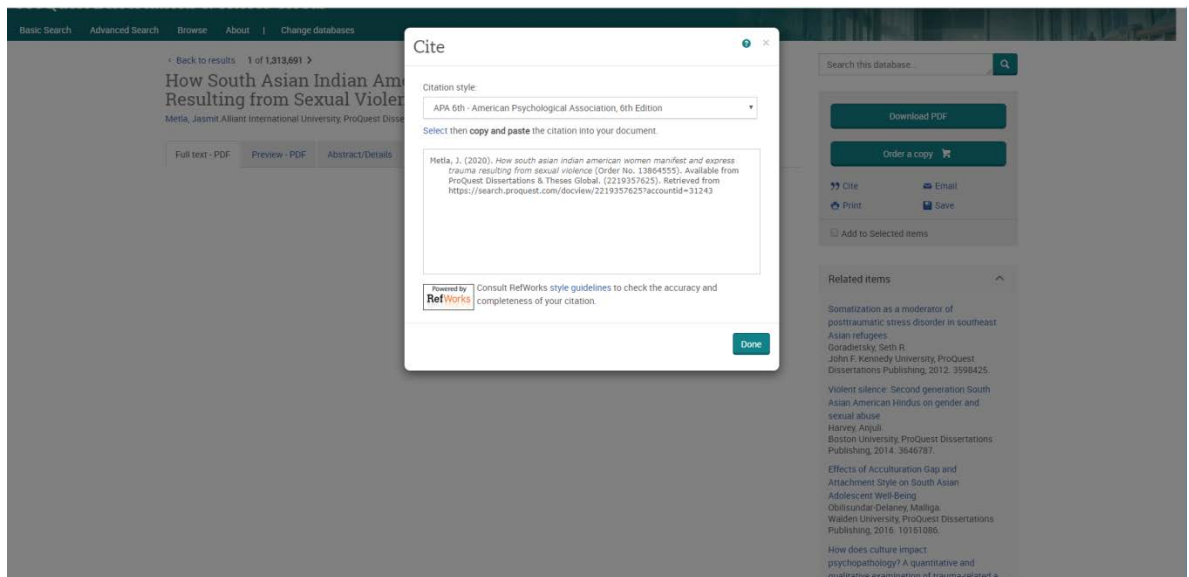 Basic Search Advanced Search Browse About | Change databases
Back to results 1 of 1,313,691 >
How South Asian Indian Am
Resulting from Sexual Violen
Metla, Jasmit. Alliant International University, ProQuest Disse
Full text - PDF Preview - PDF Abstract/Details
Cite
Citation style:
APA 6th - American Psychological Association, 6th Edition
Select then copy and paste the citation into your document.
Metla, J. (2020). How south asian indian american women manifest and express
trauma resulting from sexual violence (Order No. 13864555). Available from
ProQuest Dissertations & Theses Global. (2219357625). Retrieved from
https://search.proquest.com/docview/2219357625?accountid=31243
Powered by
RefWorks
Consult RefWorks style guidelines to check the accuracy and
completeness of your citation.
Done
Search this database...
Download PDF
Order a copy
Cite Email
Print Save
Add to Selected items
Related items
Somatization as a moderator of
posttraumatic stress disorder in southeast
Asian refugees
Goradietsky, Seth R.
John F. Kennedy University, ProQuest
Dissertations Publishing, 2012. 3598425.
Violent silence: Second generation South
Asian American Hindus on gender and
sexual abuse
Harvey, Anjuli.
Boston University, ProQuest Dissertations
Publishing, 2014. 3646787.
Effects of Acculturation Gap and
Attachment Style on South Asian
Adolescent Well-Being
Obilisundar-Delaney, Malliga.
Walden University, ProQuest Dissertations
Publishing, 2016. 10161086.
How does culture impact
psychopathology? A quantitative and
qualitative examination of trauma-related a